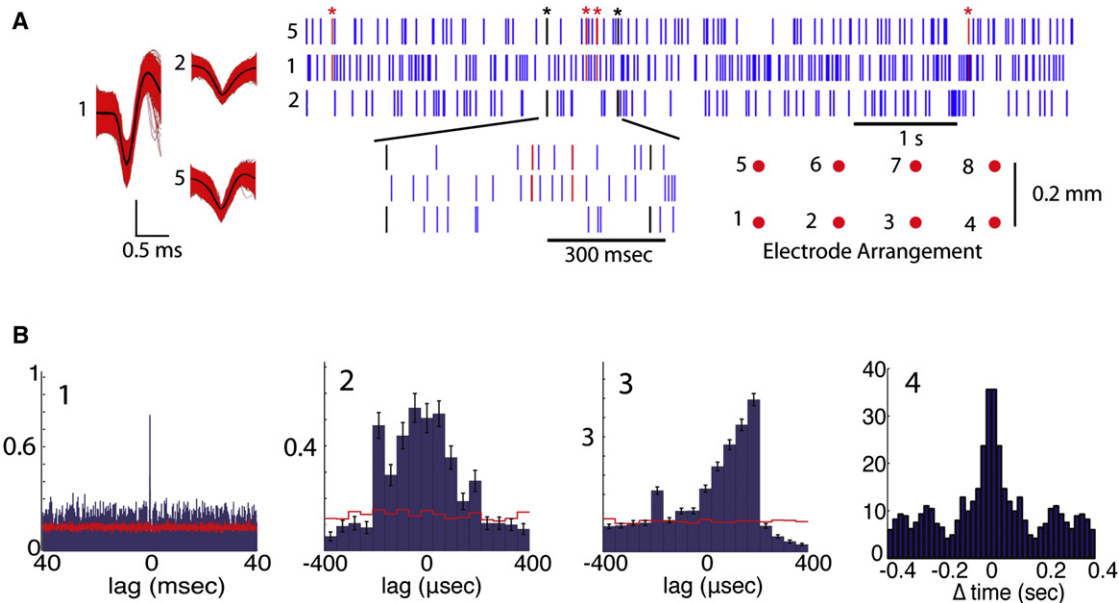 A
5
1
2
* * * * * *
1
2
5
0.5 ms
1 s
300 msec
5 6 7 8
1 2 3 4
0.2 mm
Electrode Arrangement
B
1
1
0.6
0
40 0 40
lag (msec)
2
0.4
-400 0 400
lag (μsec)
3
3
-400 0 400
lag (μsec)
4
40
30
20
10
0
-0.4 -0.2 0 0.2 0.4
Δ time (sec)